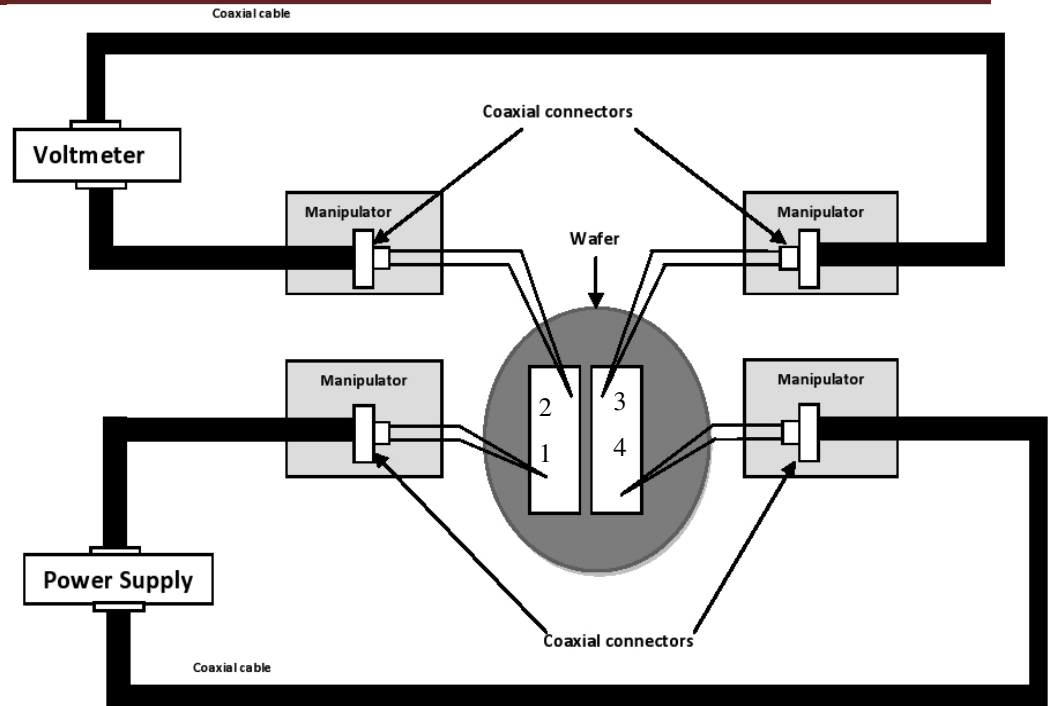 Coaxial cable
Coaxial connectors
Voltmeter
Manipulator
Manipulator
Wafer
Manipulator
Manipulator
2
3
1
4
Power Supply
Coaxial connectors
Coaxial cable